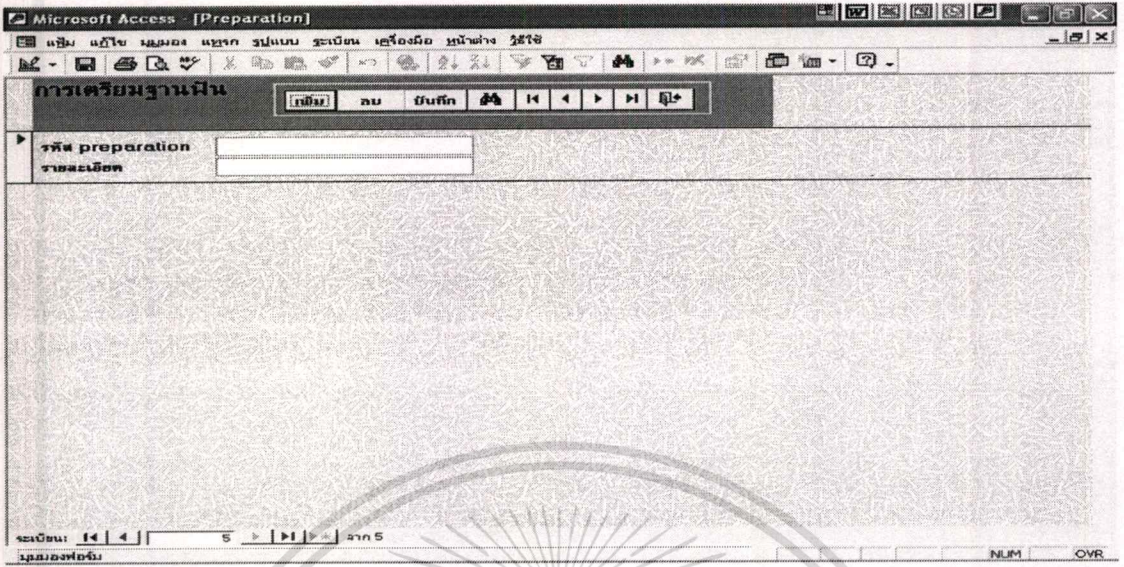 Microsoft Access - [Preparation]
แฟ้ม แก้ไข มุมมอง แทรก รูปแบบ ระเบียน เครื่องมือ หน้าต่าง วิธีใช้
การเตรียมฐานฟัน
เพิ่ม ลบ บันทึก
รหัส preparation
รายละเอียด
ระเบียน: 5 จาก 5
มุมมองฟอร์ม NUM OVR